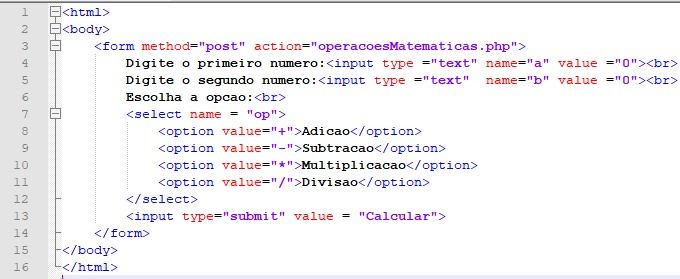 1 <html>
2 <body>
3 <form method="post" action="operacoesMatematicas.php">
4 Digite o primeiro numero:<input type ="text" name="a" value ="0"><br>
5 Digite o segundo numero:<input type ="text"  name="b" value ="0"><br>
6 Escolha a opcao:<br>
7 <select name = "op">
8 <option value="+">Adicao</option>
9 <option value="-">Subtracao</option>
10 <option value="*">Multiplicacao</option>
11 <option value="/">Divisao</option>
12 </select>
13 <input type="submit" value = "Calcular">
14 </form>
15 </body>
16 </html>